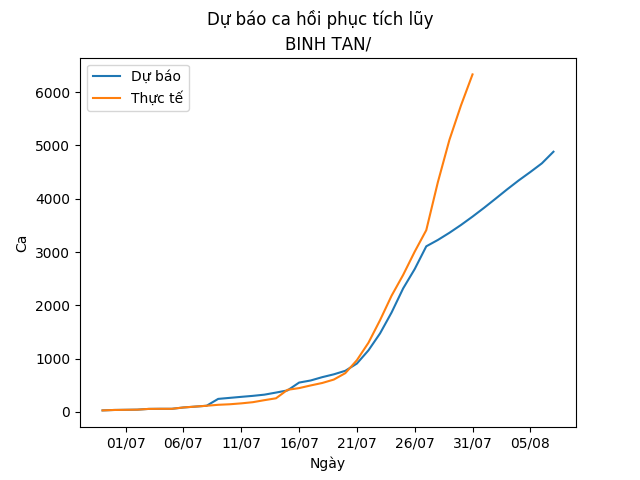 Dự báo ca hồi phục tích lũy
BINH TAN/
Dự báo
Thực tế
6000
5000
4000
3000
2000
1000
0
Ca
01/07 06/07 11/07 16/07 21/07 26/07 31/07 05/08
Ngày